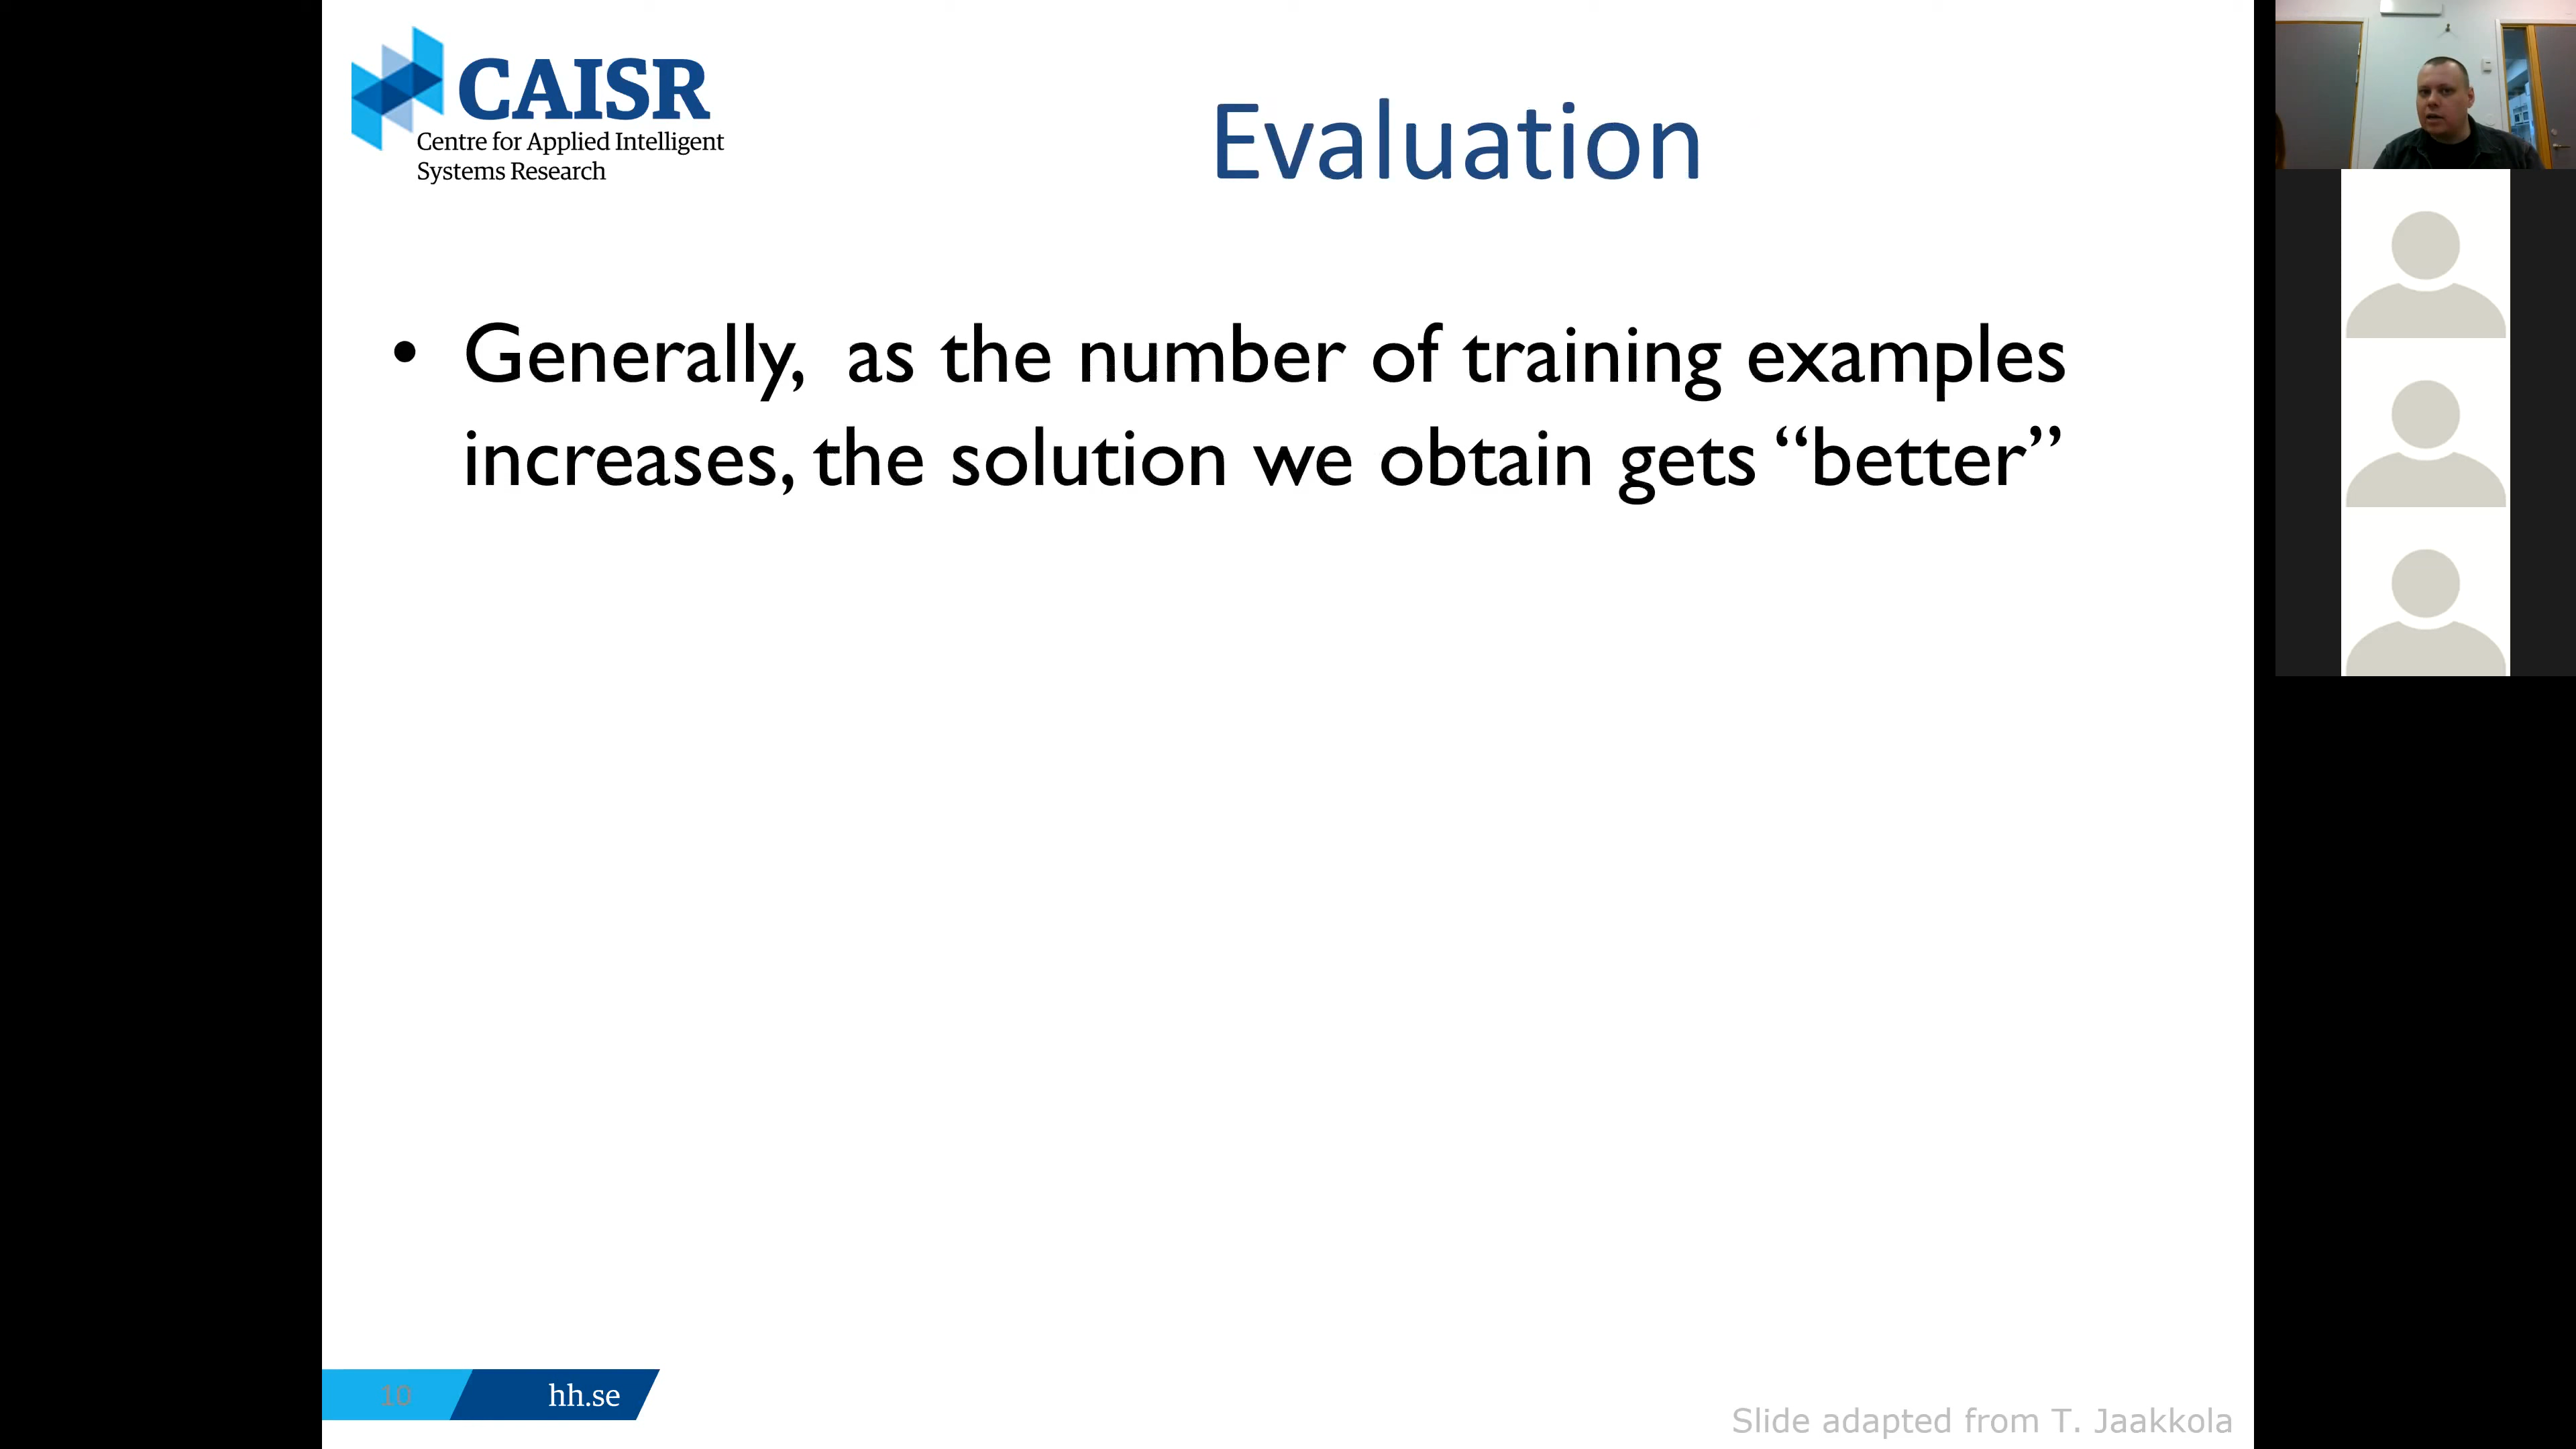 CAISR
Centre for Applied Intelligent
Systems Research
Evaluation
• Generally, as the number of training examples
increases, the solution we obtain gets “better”
10
hh.se
Slide adapted from T. Jaakkola